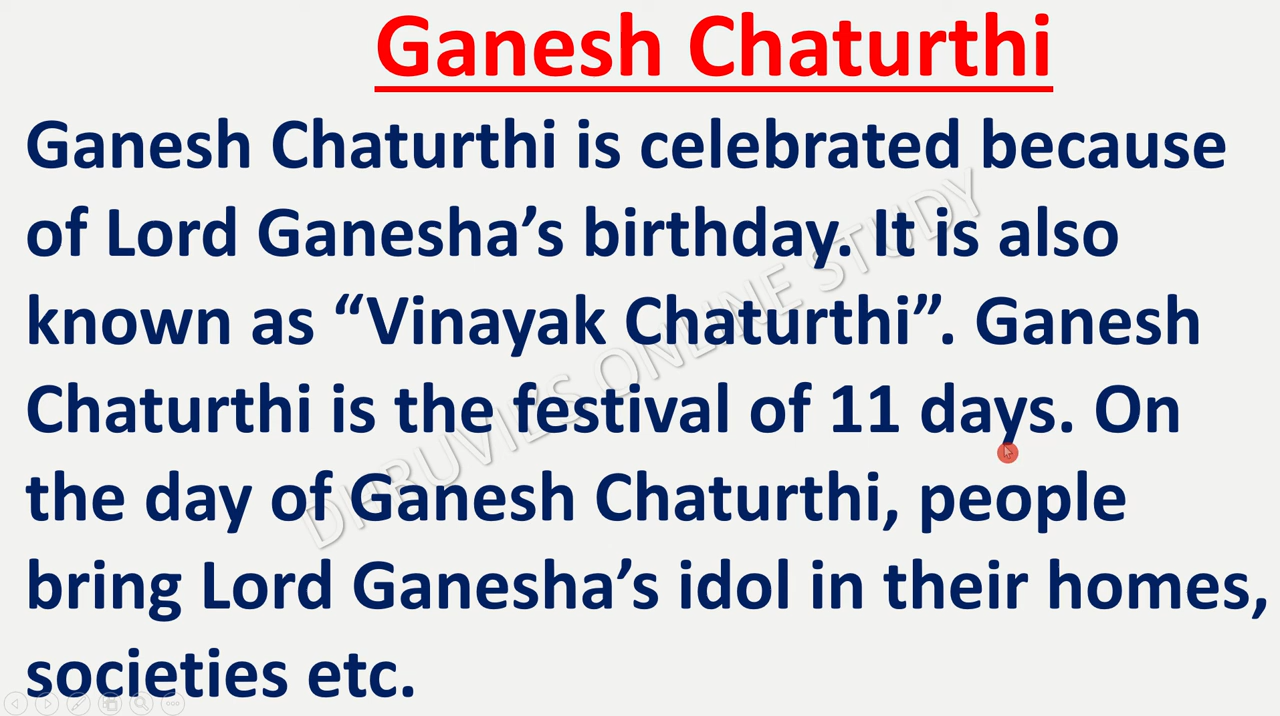 Ganesh Chaturthi
Ganesh Chaturthi is celebrated because
of Lord Ganesha’s birthday. It is also
known as “Vinayak Chaturthi”. Ganesh
Chaturthi is the festival of 11 days. On
the day of Ganesh Chaturthi, people
bring Lord Ganesha’s idol in their homes,
societies etc.
ONLINE STUDY